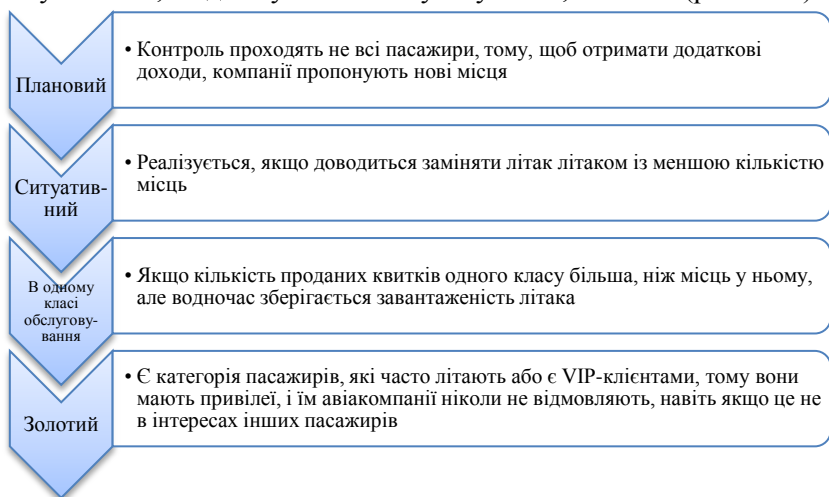 Плановий
• Контроль проходять не всі пасажири, тому, щоб отримати додаткові
доходи, компанії пропонують нові місця
Ситуатив-
ний
• Реалізується, якщо доводиться заміняти літак літаком із меншою кількістю
місць
В одному
класі
обслугову-
вання
• Якщо кількість проданих квитків одного класу більша, ніж місць у ньому,
але водночас зберігається завантаженість літака
Золотий
• Є категорія пасажирів, які часто літають або є VIP-клієнтами, тому вони
мають привілеї, і їм авіакомпанії ніколи не відмовляють, навіть якщо це не
в інтересах інших пасажирів